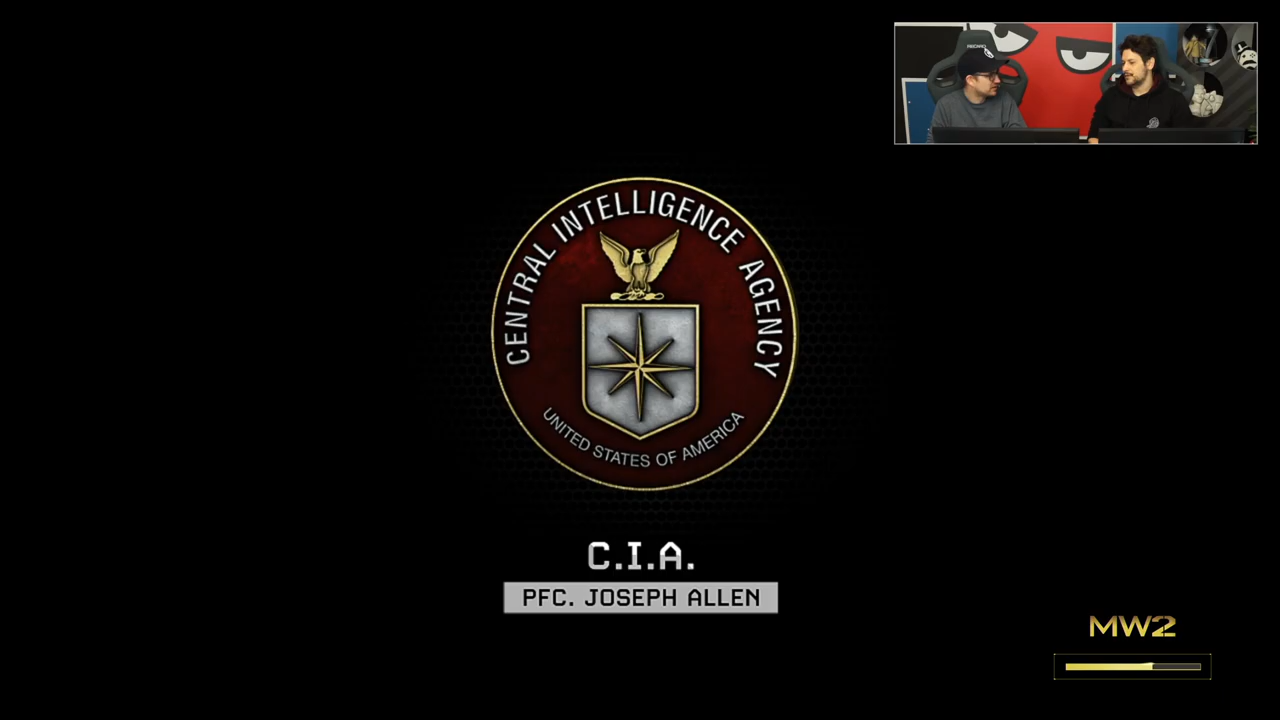 CENTRAL INTELLIGENCE AGENCY
UNITED STATES OF AMERICA
C.I.A.
PFC. JOSEPH ALLEN
MW2